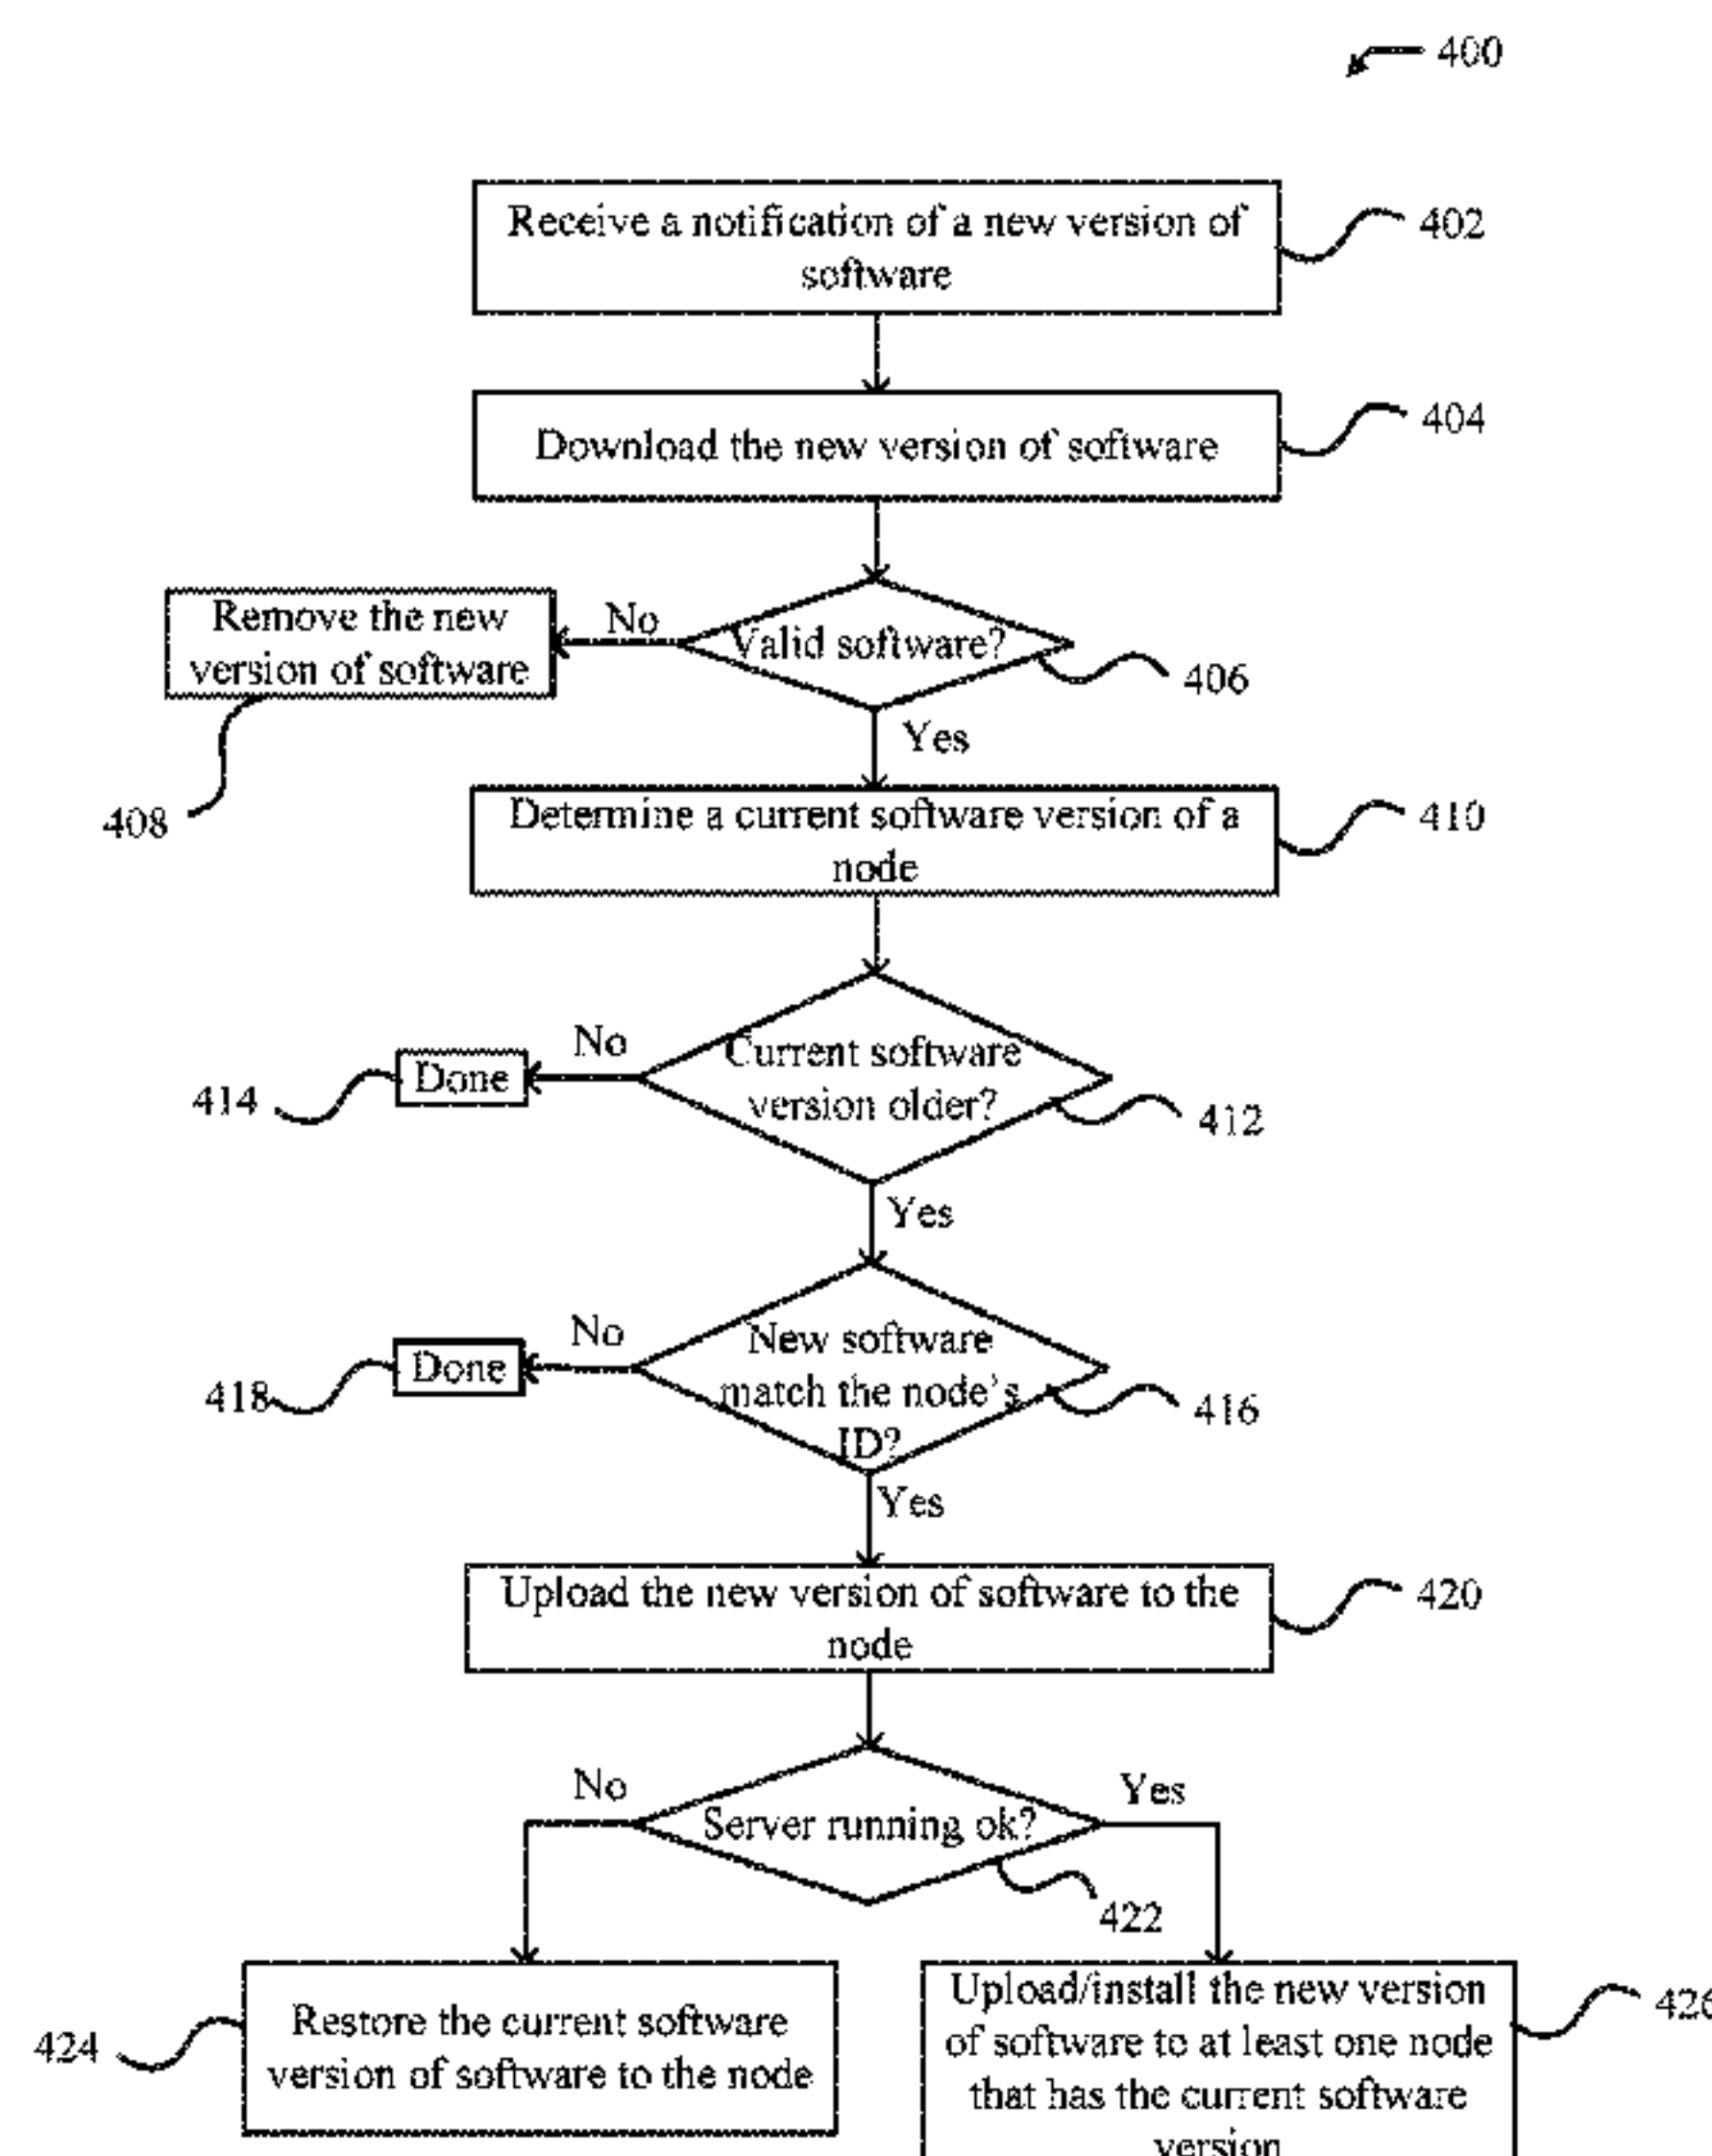 400
Receive a notification of a new version of
software
402
Download the new version of software
404
Valid software?
406
No
Remove the new
version of software
408
Yes
Determine a current software version of a
node
410
Current software
version older?
412
No
Done
414
Yes
New software
match the node's
ID?
416
No
Done
418
Yes
Upload the new version of software to the
node
420
Server running ok?
422
No
Yes
Restore the current software
version of software to the node
424
Upload/install the new version
of software to at least one node
that has the current software
version
426